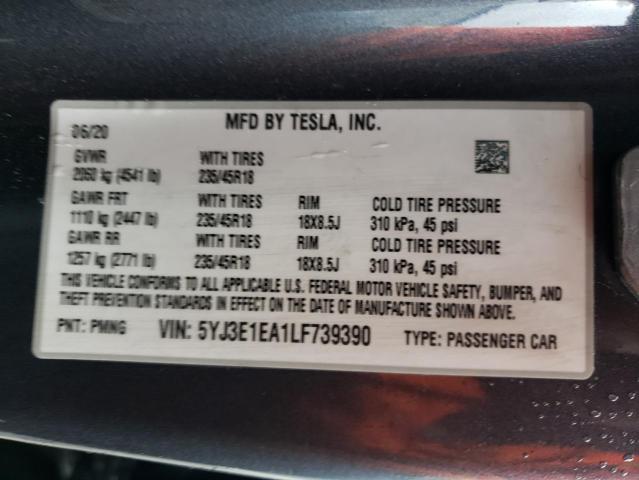 06/20 MFD BY TESLA, INC.
GVWR WITH TIRES
2060 kg (4541 lb) 235/45R18
GAWR FRT WITH TIRES RIM COLD TIRE PRESSURE
1110 kg (2447 lb) 235/45R18 18X8.5J 310 kPa, 45 psi
GAWR RR WITH TIRES RIM COLD TIRE PRESSURE
1257 kg (2771 lb) 235/45R18 18X8.5J 310 kPa, 45 psi
THIS VEHICLE CONFORMS TO ALL APPLICABLE U.S. FEDERAL MOTOR VEHICLE SAFETY, BUMPER, AND
THEFT PREVENTION STANDARDS IN EFFECT ON THE DATE OF MANUFACTURE SHOWN ABOVE.
PNT: PMNG VIN: 5YJ3E1EA1LF739390 TYPE: PASSENGER CAR